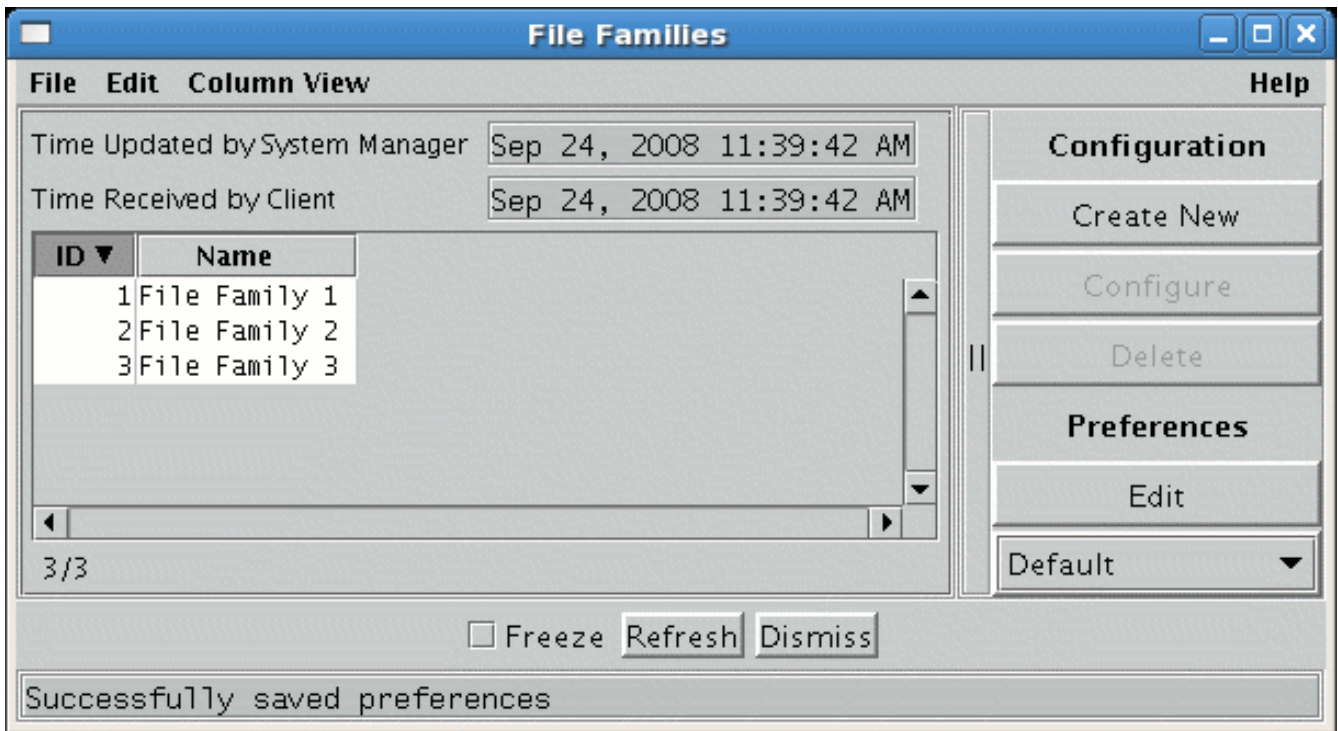 File Families
File Edit Column View Help
Time Updated by System Manager Sep 24, 2008 11:39:42 AM
Time Received by Client Sep 24, 2008 11:39:42 AM
ID Name
1 File Family 1
2 File Family 2
3 File Family 3
3/3
Configuration
Create New
Configure
Delete
Preferences
Edit
Default
Freeze Refresh Dismiss
Successfully saved preferences